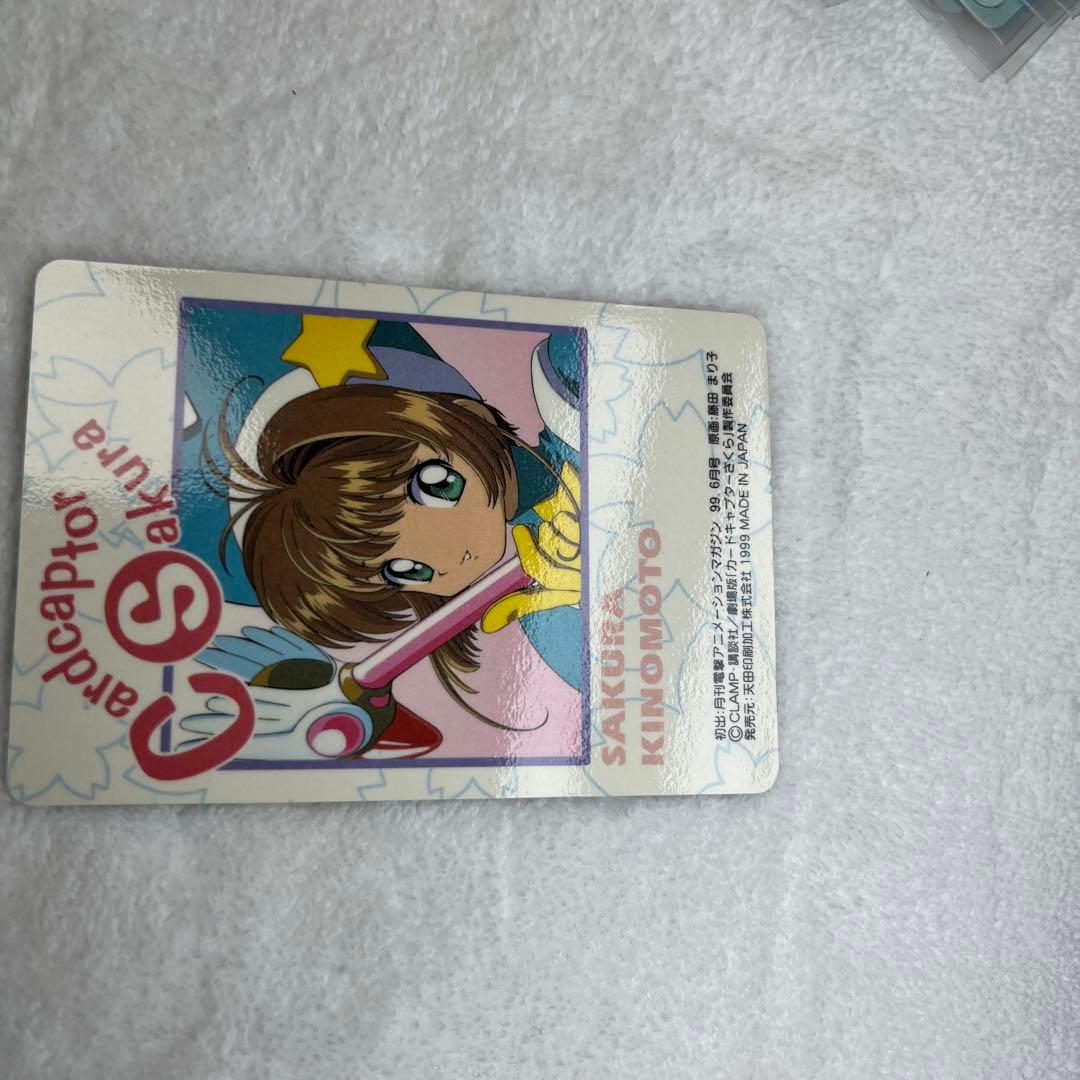 Cardcaptor
Sakura
SAKURA
KINOMOTO
初出:月刊電撃アニメーションマガジン 99. 6月号 原画:藤田 まり子
©CLAMP・講談社/劇場版「カードキャプターさくら」製作委員会
発売元:天田印刷加工株式会社 1999 MADE IN JAPAN